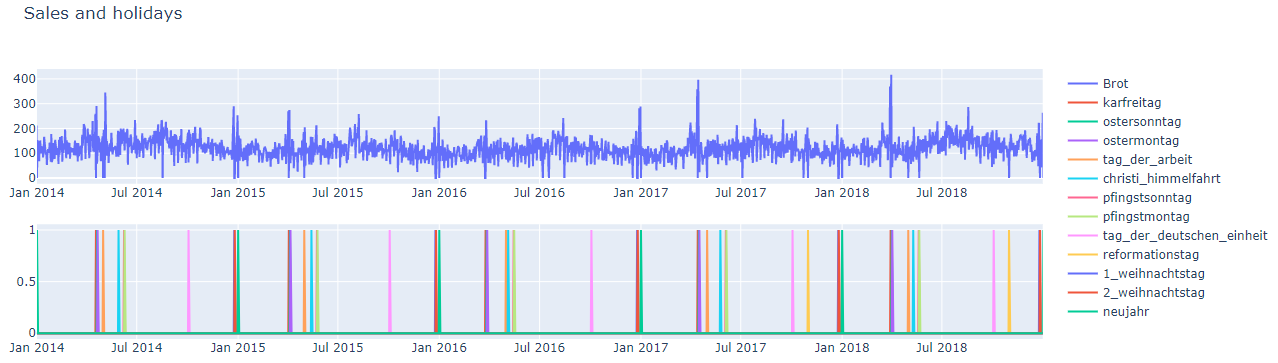 Sales and holidays
400
300
200
100
0
Jan 2014 Jul 2014 Jan 2015 Jul 2015 Jan 2016 Jul 2016 Jan 2017 Jul 2017 Jan 2018 Jul 2018
1
0.5
0
Jan 2014 Jul 2014 Jan 2015 Jul 2015 Jan 2016 Jul 2016 Jan 2017 Jul 2017 Jan 2018 Jul 2018
Brot
karfreitag
ostersonntag
ostermontag
tag_der_arbeit
christi_himmelfahrt
pfingstsonntag
pfingstmontag
tag_der_deutschen_einheit
reformationstag
1_weihnachtstag
2_weihnachtstag
neujahr